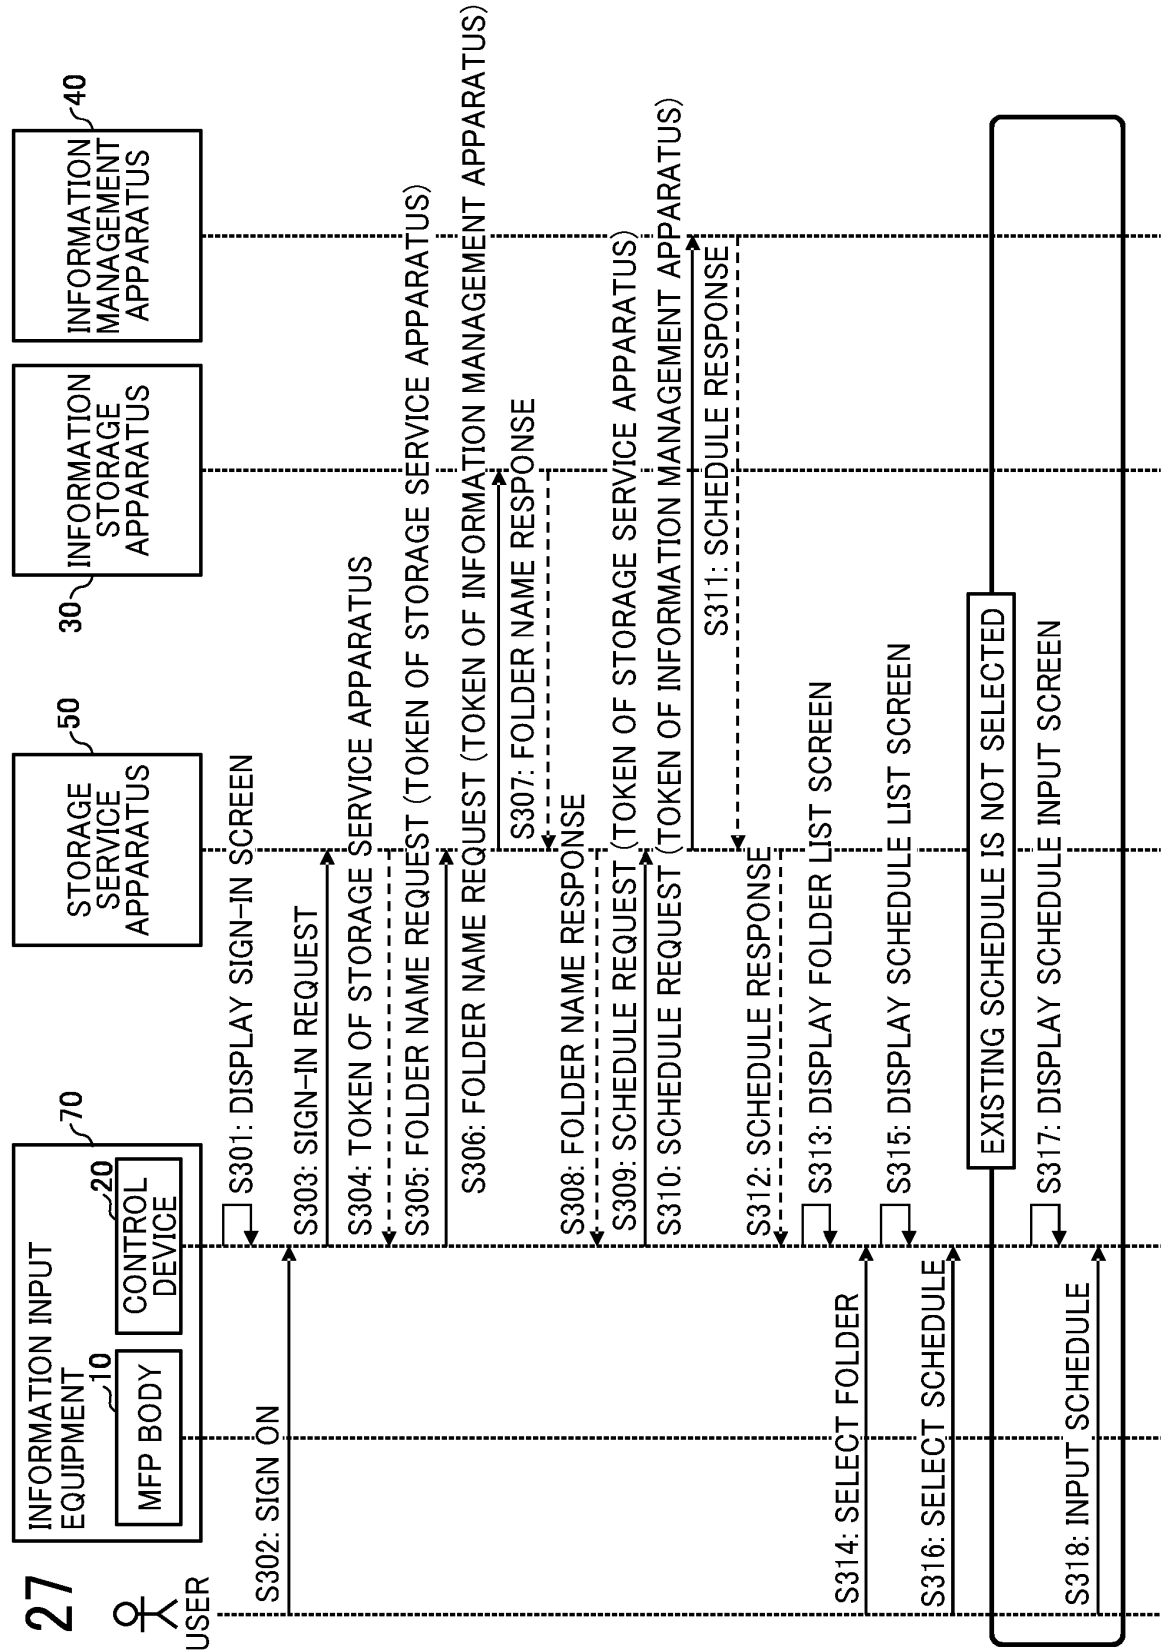 27
USER
INFORMATION INPUT
EQUIPMENT
70
10
MFP BODY
20
CONTROL
DEVICE
50
STORAGE
SERVICE
APPARATUS
30
INFORMATION
STORAGE
APPARATUS
40
INFORMATION
MANAGEMENT
APPARATUS
S301: DISPLAY SIGN-IN SCREEN
S302: SIGN ON
S303: SIGN-IN REQUEST
S304: TOKEN OF STORAGE SERVICE APPARATUS
S305: FOLDER NAME REQUEST (TOKEN OF STORAGE SERVICE APPARATUS)
S306: FOLDER NAME REQUEST (TOKEN OF INFORMATION MANAGEMENT APPARATUS)
S307: FOLDER NAME RESPONSE
S308: FOLDER NAME RESPONSE
S309: SCHEDULE REQUEST (TOKEN OF STORAGE SERVICE APPARATUS)
S310: SCHEDULE REQUEST (TOKEN OF INFORMATION MANAGEMENT APPARATUS)
S311: SCHEDULE RESPONSE
S312: SCHEDULE RESPONSE
S313: DISPLAY FOLDER LIST SCREEN
S314: SELECT FOLDER
S315: DISPLAY SCHEDULE LIST SCREEN
S316: SELECT SCHEDULE
EXISTING SCHEDULE IS NOT SELECTED
S317: DISPLAY SCHEDULE INPUT SCREEN
S318: INPUT SCHEDULE